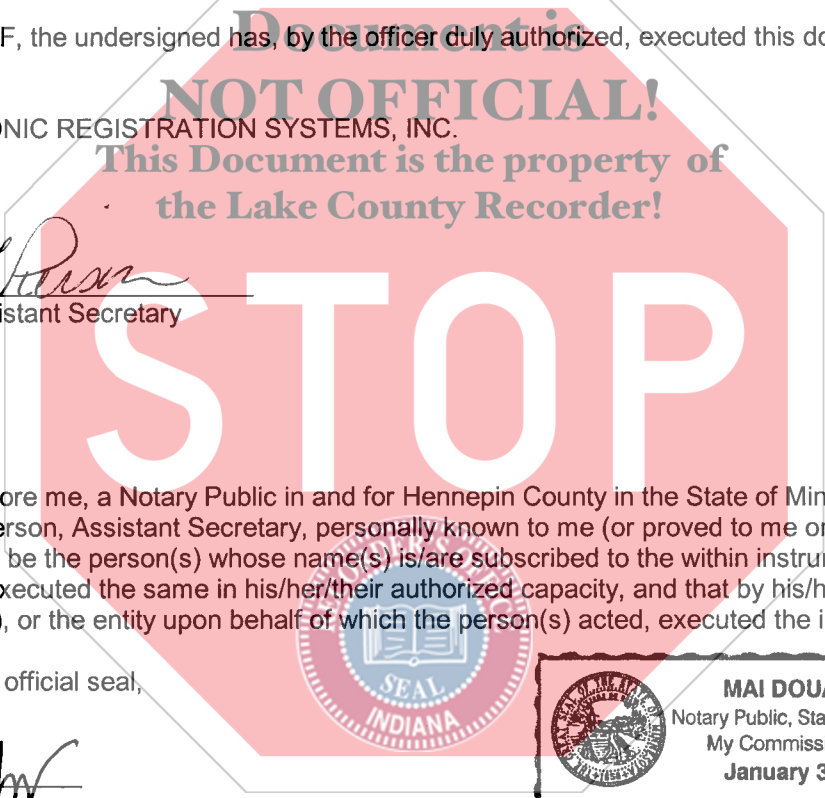 Document is
F, the undersigned has, by the officer duly authorized, executed this do
NOT OFFICIAL!
ONIC REGISTRATION SYSTEMS, INC.
This Document is the property of
the Lake County Recorder!
istant Secretary
STOP
ore me, a Notary Public in and for Hennepin County in the State of Min
erson, Assistant Secretary, personally known to me (or proved to me on
be the person(s) whose name(s) is/are subscribed to the within instru
xecuted the same in his/her/their authorized capacity, and that by his/h
), or the entity upon behalf of which the person(s) acted, executed the i
RECORDER'S OFFICE
official seal,
SEAL
INDIANA
MAI DOUA
Notary Public, Sta
My Commiss
January 3